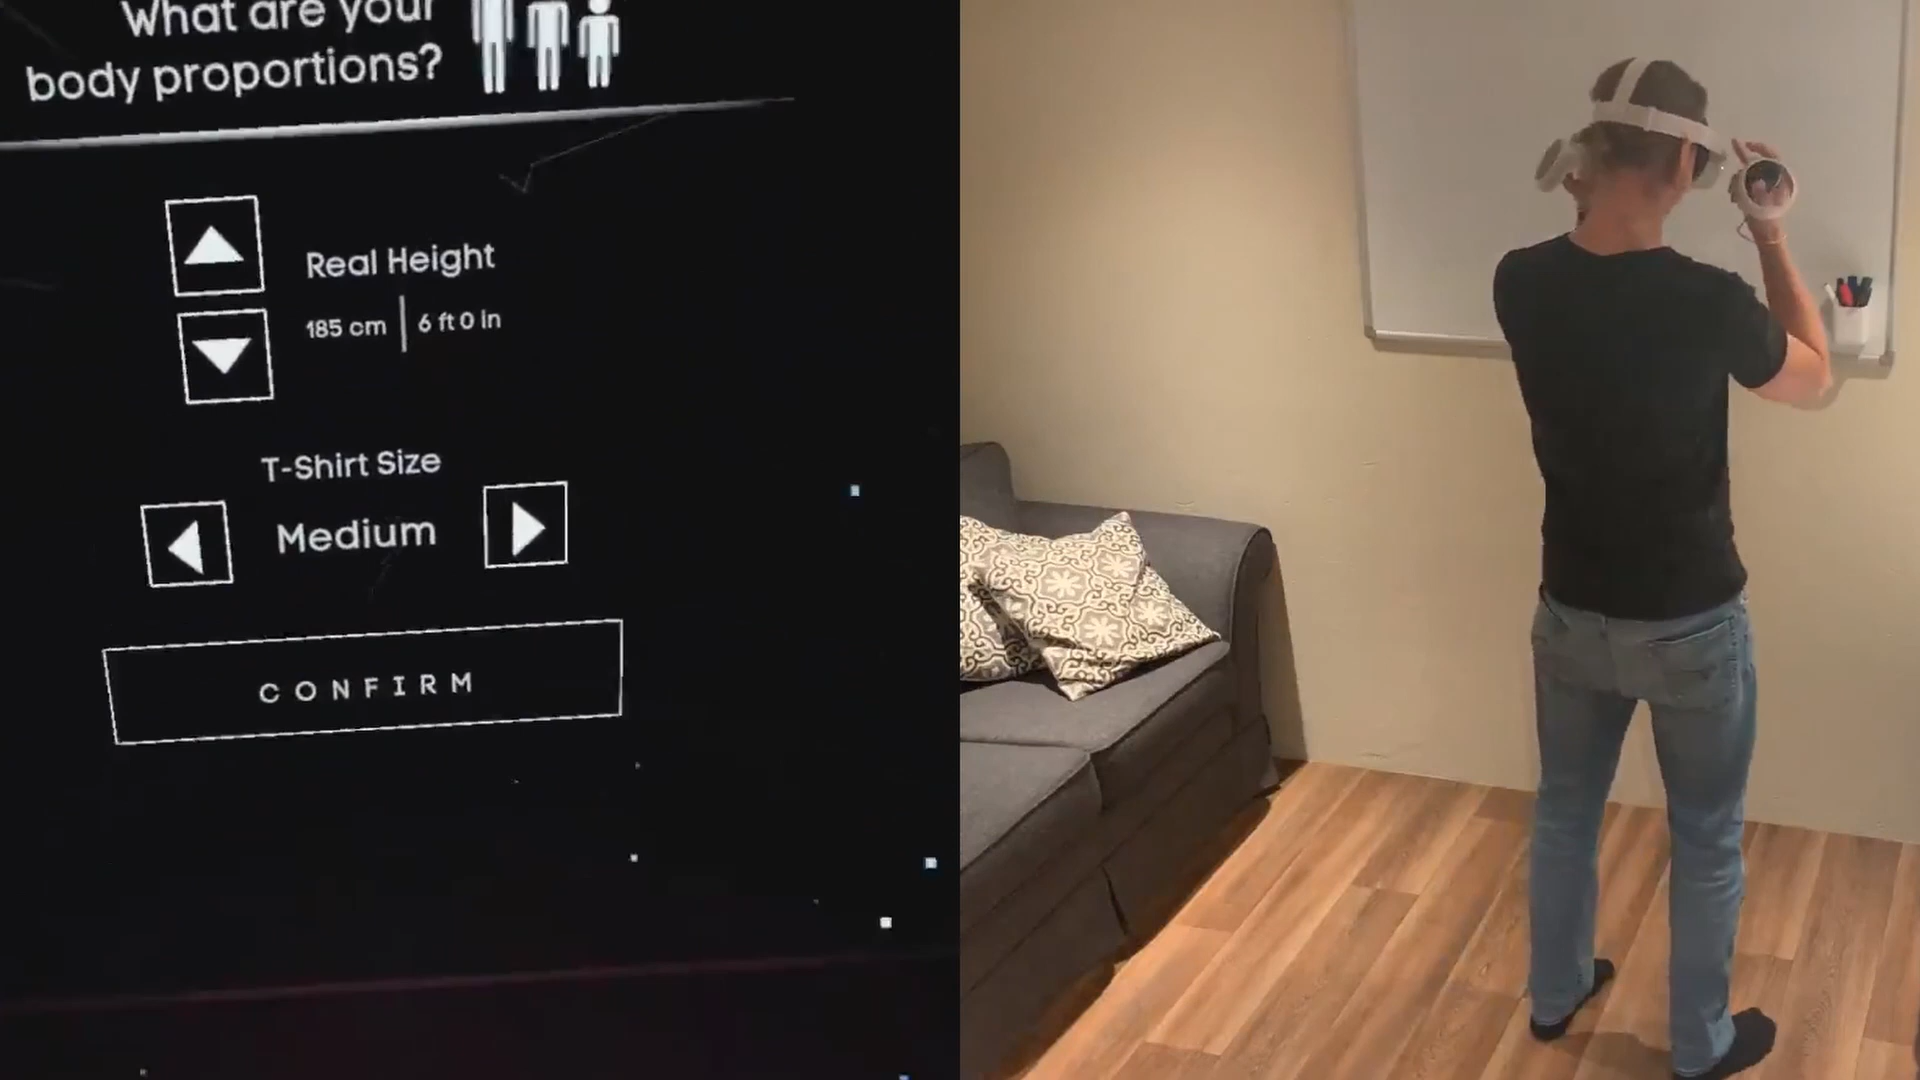 What are your
body proportions?
Real Height
185 cm | 6 ft 0 in
T-Shirt Size
Medium
CONFIRM